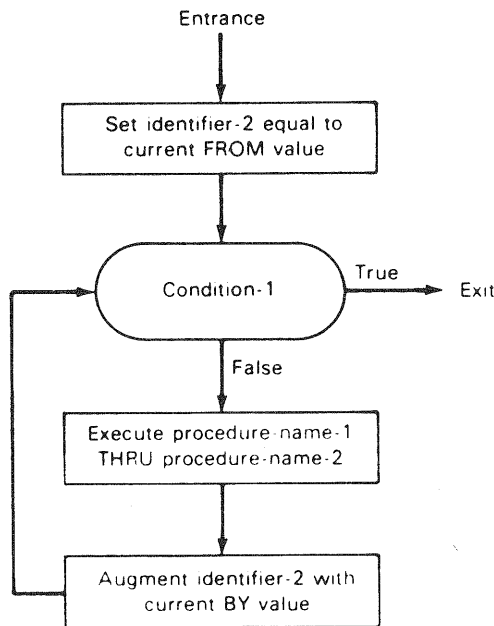 Entrance
Set identifier-2 equal to
current FROM value
Condition-1
True
Exit
False
Execute procedure-name-1
THRU procedure-name-2
Augment identifier-2 with
current BY value